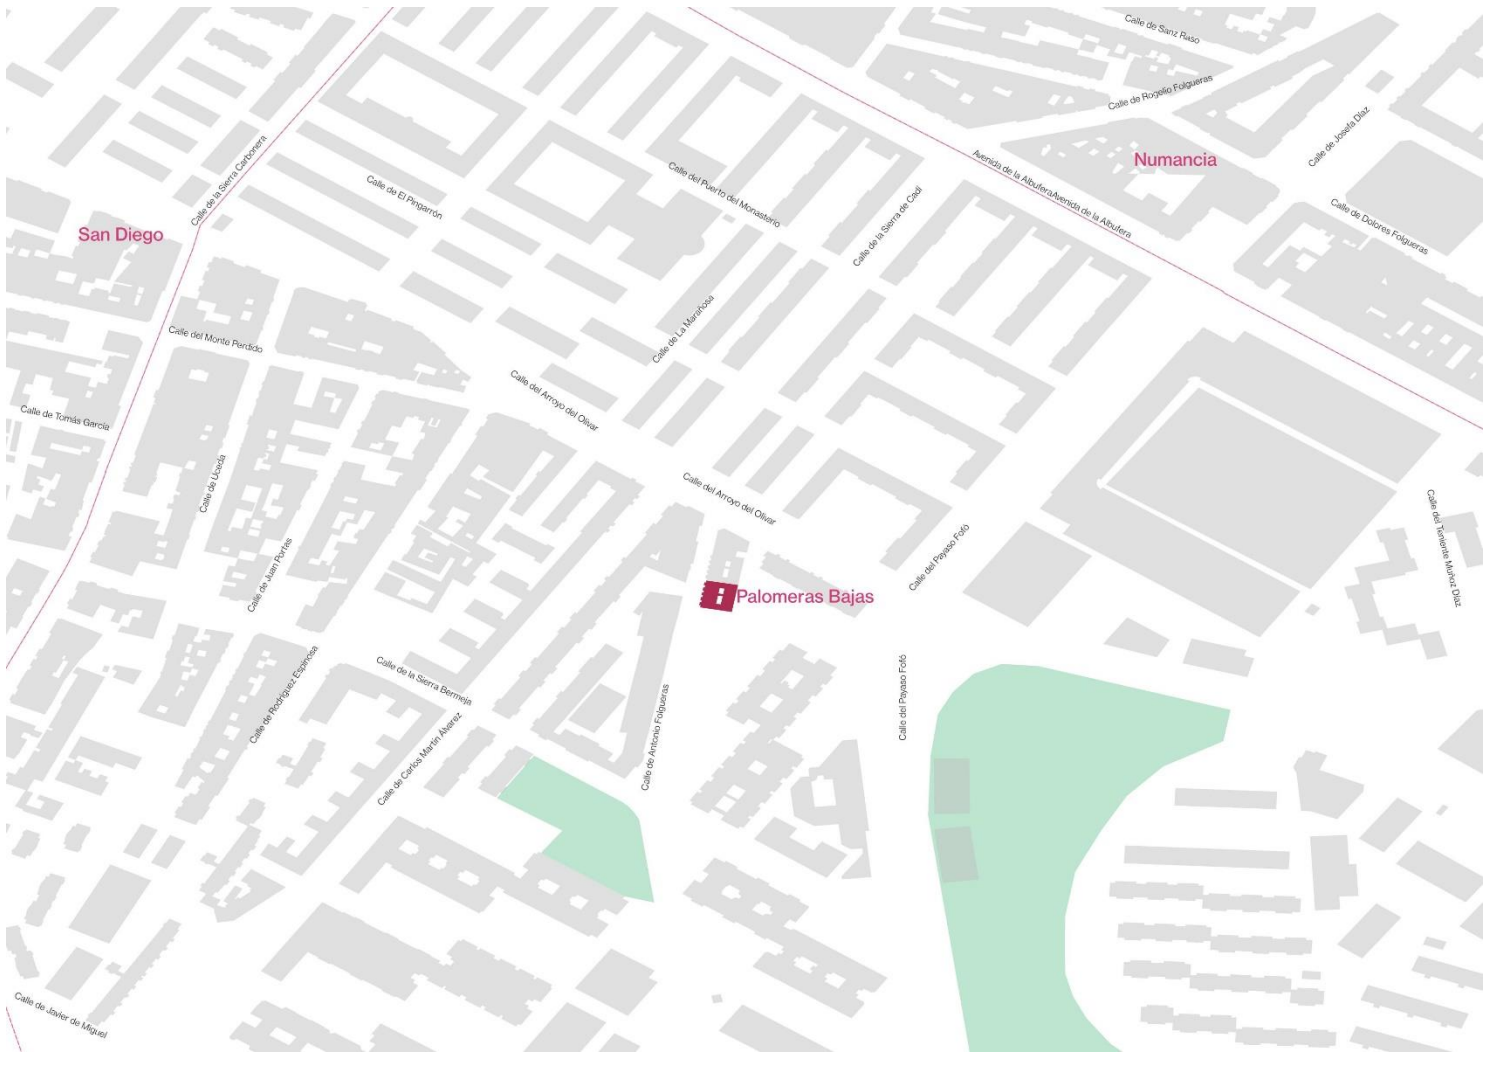 Calle de Sanz Raso
Calle de Rogelio Folgueras
Calle de Josefa Díaz
Numancia
Avenida de la Albufera
Avenida de la Albufera
Calle de la Sierra Carbonera
Calle de El Pingarrón
Calle del Puerto del Monasterio
Calle de la Sierra de Cadí
Calle de Dolores Folgueras
San Diego
Calle del Monte Perdido
Calle de La Marañosa
Calle del Arroyo del Olivar
Calle de Tomás García
Calle de Uceda
Calle del Arroyo del Olivar
Calle del Teniente Muñoz Díaz
Calle de Juan Portas
Calle del Payaso Fofó
Palomeras Bajas
Calle de Rodríguez Espinosa
Calle de la Sierra Bermeja
Calle de Antonio Folgueras
Calle del Payaso Fofó
Calle de Carlos Martín Álvarez
Calle de Javier de Miguel